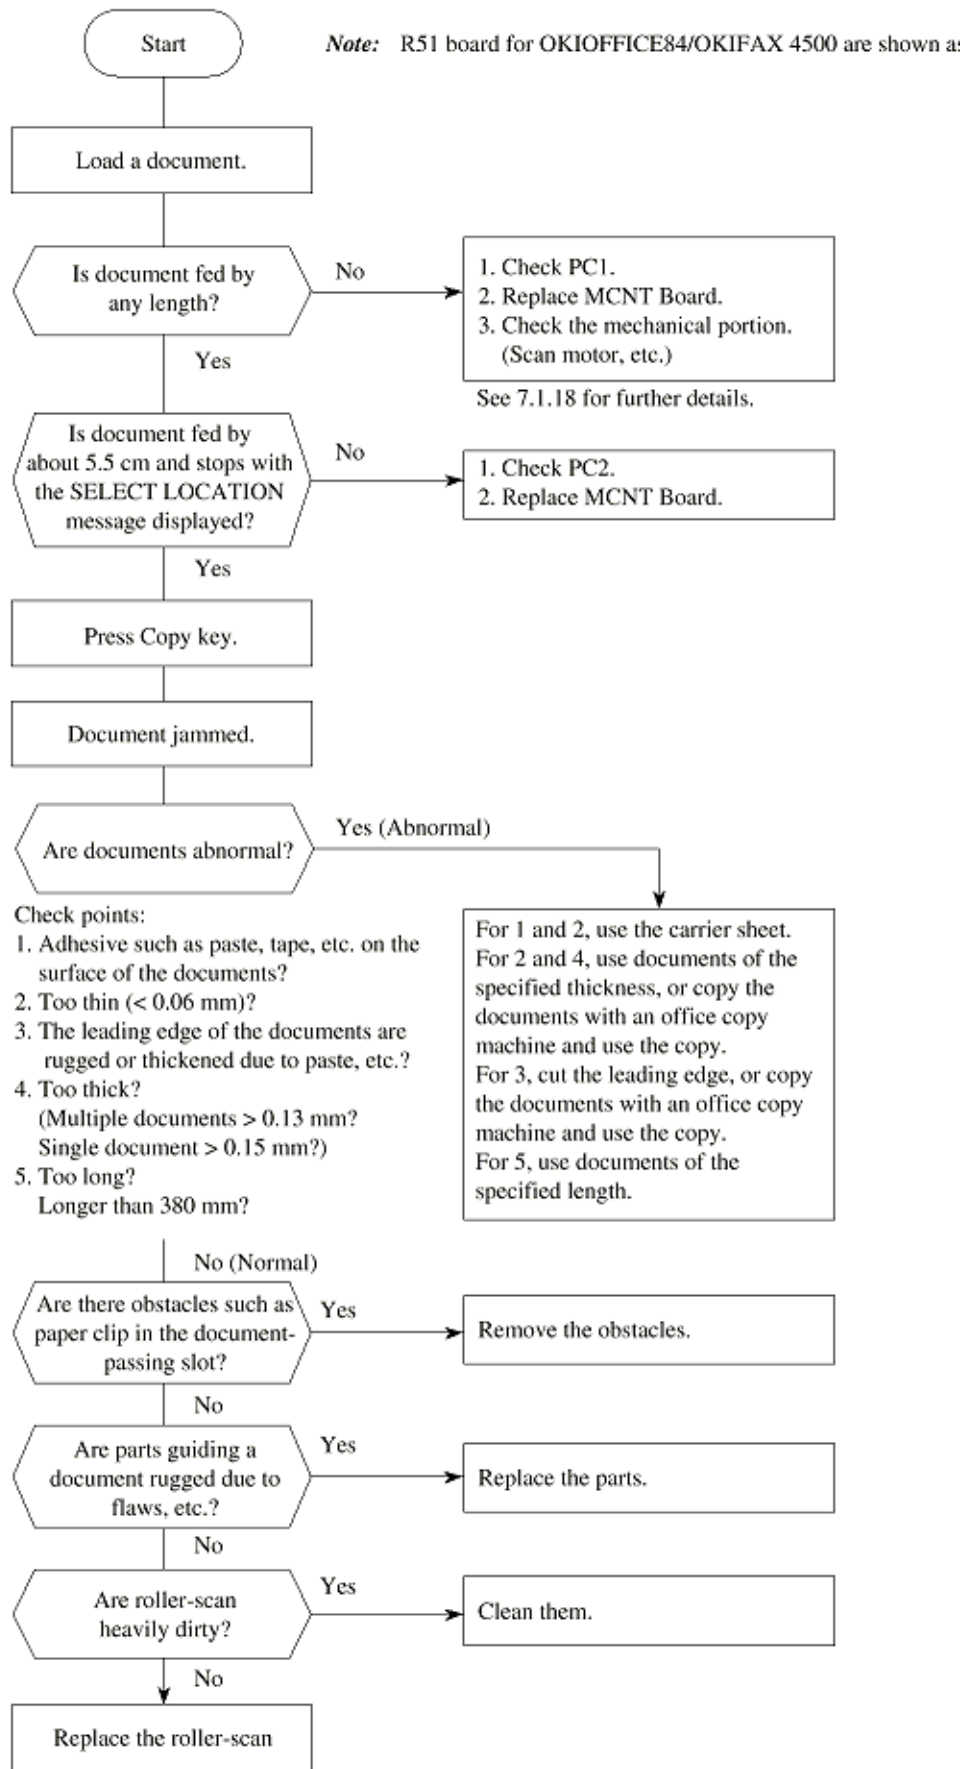 Start
Note: R51 board for OKIOFFICE84/OKIFAX 4500 are shown as
Load a document.
Is document fed by
any length?
No
1. Check PC1.
2. Replace MCNT Board.
3. Check the mechanical portion.
(Scan motor, etc.)
See 7.1.18 for further details.
Yes
Is document fed by
about 5.5 cm and stops with
the SELECT LOCATION
message displayed?
No
1. Check PC2.
2. Replace MCNT Board.
Yes
Press Copy key.
Document jammed.
Are documents abnormal?
Yes (Abnormal)
Check points:
1. Adhesive such as paste, tape, etc. on the
surface of the documents?
2. Too thin (< 0.06 mm)?
3. The leading edge of the documents are
rugged or thickened due to paste, etc.?
4. Too thick?
(Multiple documents > 0.13 mm?
Single document > 0.15 mm?)
5. Too long?
Longer than 380 mm?
For 1 and 2, use the carrier sheet.
For 2 and 4, use documents of the
specified thickness, or copy the
documents with an office copy
machine and use the copy.
For 3, cut the leading edge, or copy
the documents with an office copy
machine and use the copy.
For 5, use documents of the
specified length.
No (Normal)
Are there obstacles such as
paper clip in the document-
passing slot?
Yes
Remove the obstacles.
No
Are parts guiding a
document rugged due to
flaws, etc.?
Yes
Replace the parts.
No
Are roller-scan
heavily dirty?
Yes
Clean them.
No
Replace the roller-scan